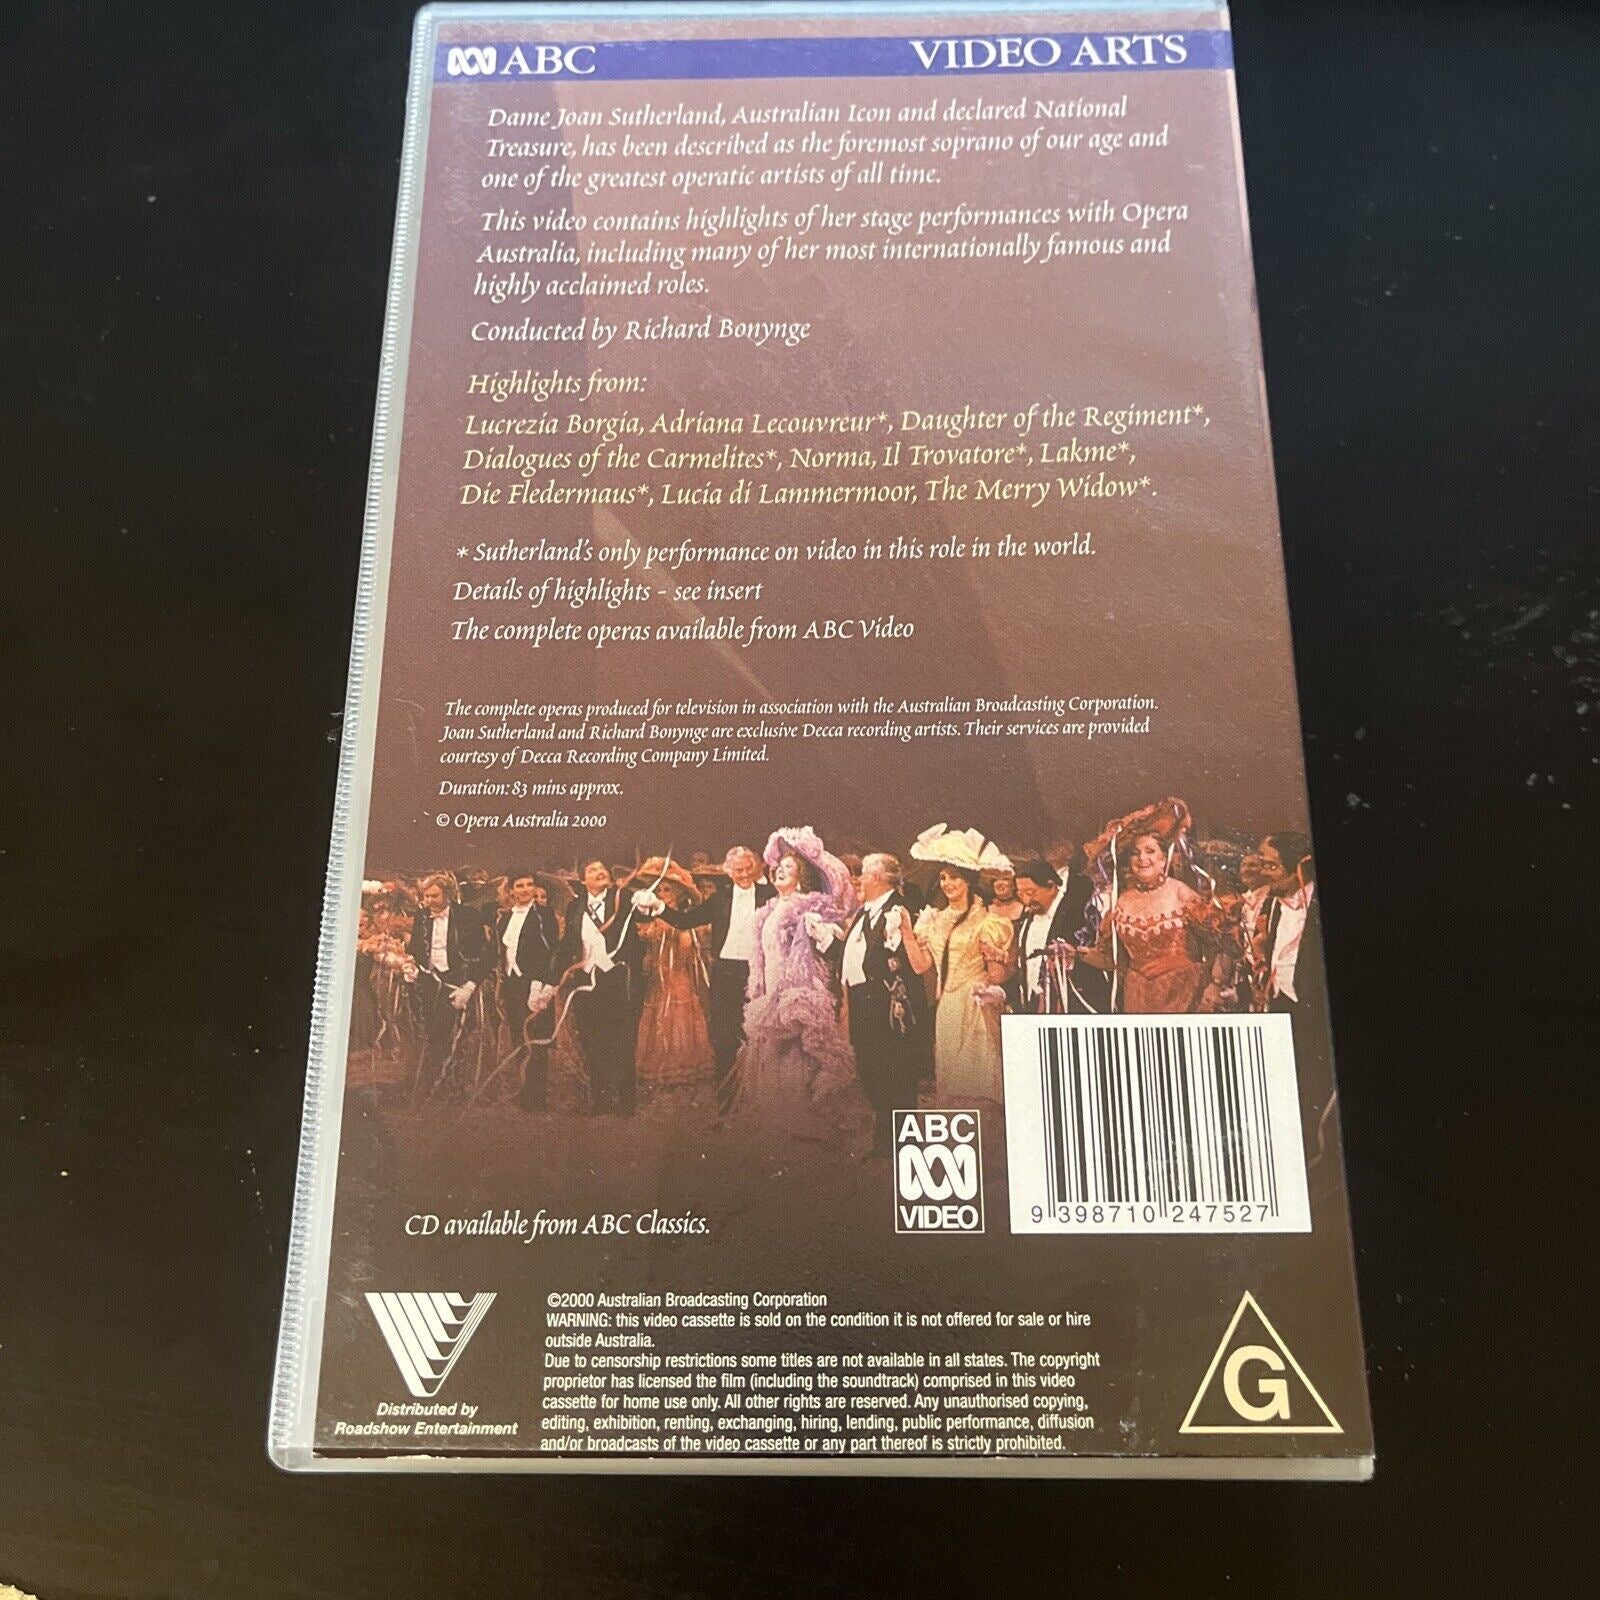 ABC VIDEO ARTS
Dame Joan Sutherland, Australian Icon and declared National
Treasure, has been described as the foremost soprano of our age and
one of the greatest operatic artists of all time.
This video contains highlights of her stage performances with Opera
Australia, including many of her most internationally famous and
highly acclaimed roles.
Conducted by Richard Bonynge
Highlights from:
Lucrezia Borgia, Adriana Lecouvreur*, Daughter of the Regiment*,
Dialogues of the Carmelites*, Norma, Il Trovatore*, Lakme*,
Die Fledermaus*, Lucia di Lammermoor, The Merry Widow*.
* Sutherland's only performance on video in this role in the world.
Details of highlights - see insert
The complete operas available from ABC Video
The complete operas produced for television in association with the Australian Broadcasting Corporation.
Joan Sutherland and Richard Bonynge are exclusive Decca recording artists. Their services are provided
courtesy of Decca Recording Company Limited.
Duration: 83 mins approx.
© Opera Australia 2000
ABC
VIDEO
9 398710 247527
CD available from ABC Classics.
Distributed by
Roadshow Entertainment
©2000 Australian Broadcasting Corporation
WARNING: this video cassette is sold on the condition it is not offered for sale or hire
outside Australia.
Due to censorship restrictions some titles are not available in all states. The copyright
proprietor has licensed the film (including the soundtrack) comprised in this video
cassette for home use only. All other rights are reserved. Any unauthorised copying,
editing, exhibition, renting, exchanging, hiring, lending, public performance, diffusion
and/or broadcasts of the video cassette or any part thereof is strictly prohibited.
G